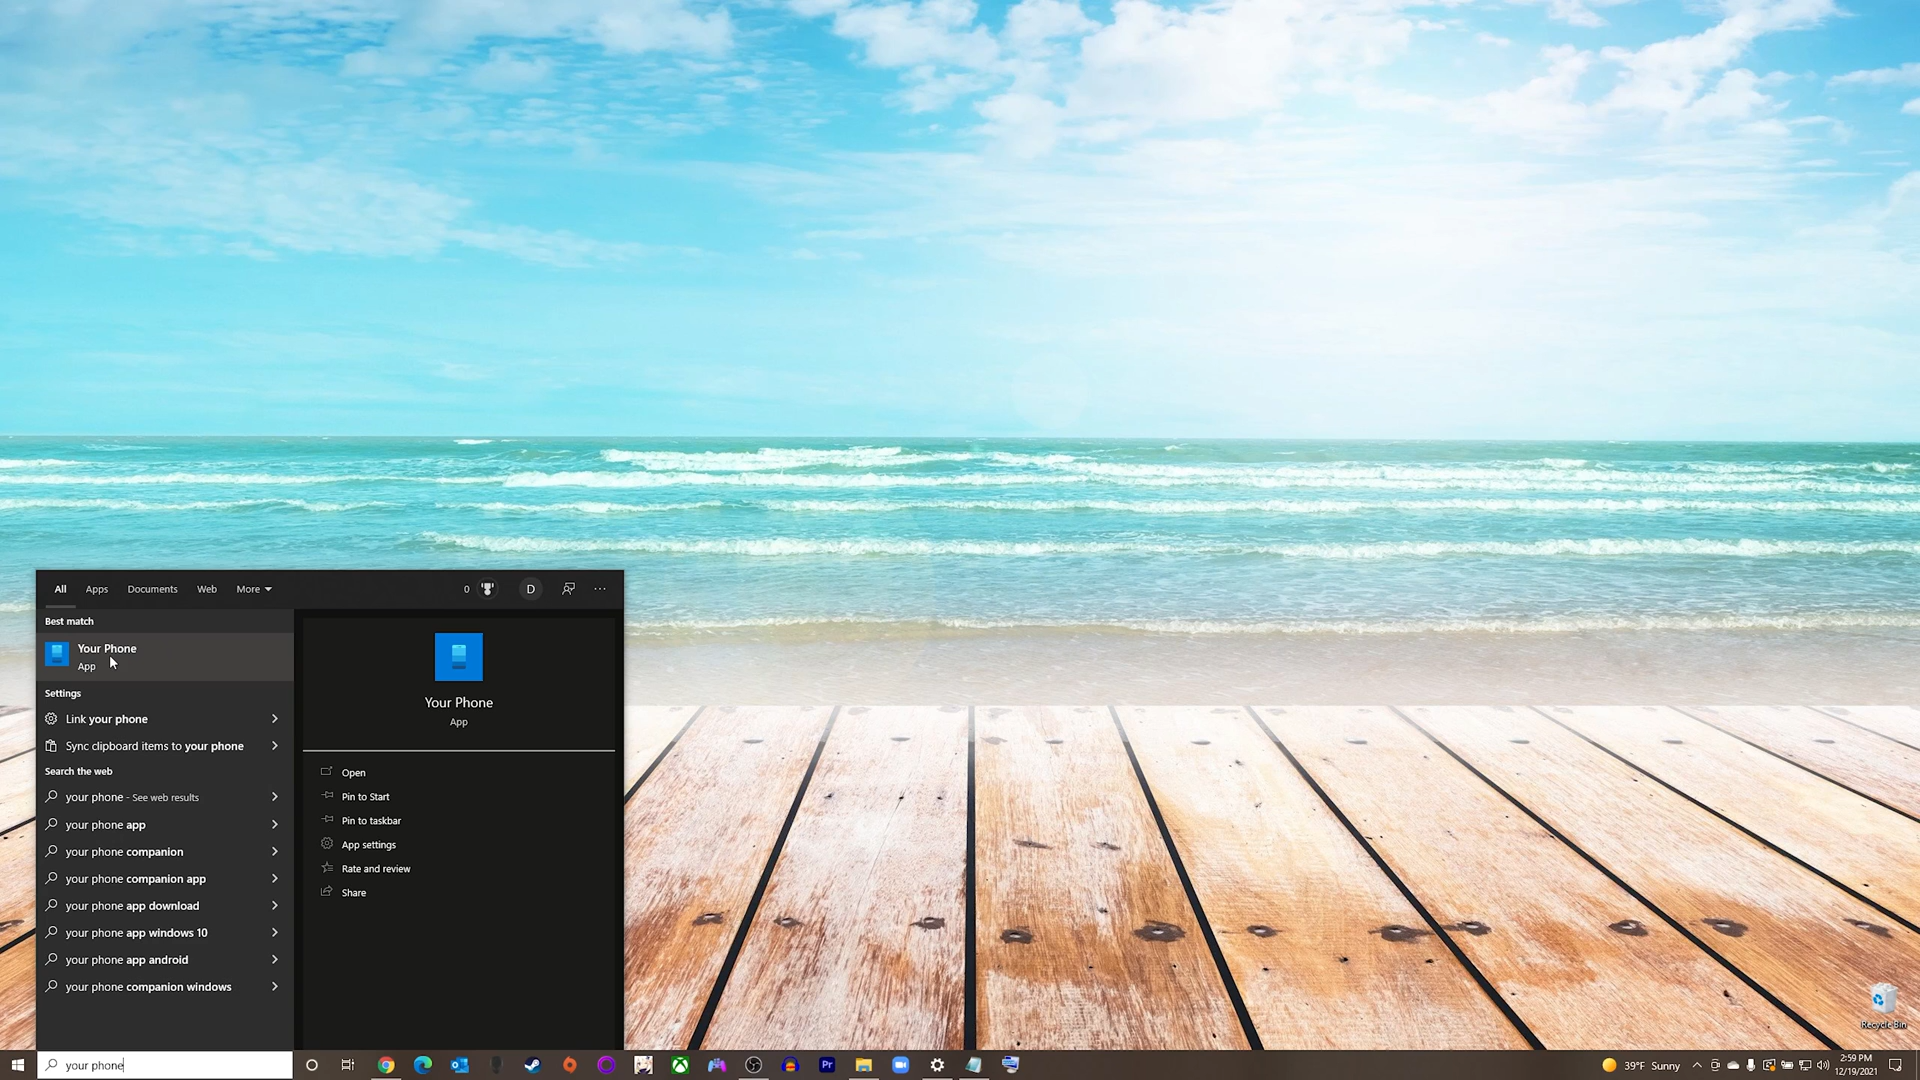 All Apps Documents Web More 0 D
Best match
Your Phone
App
Settings
Link your phone
Sync clipboard items to your phone
Search the web
your phone - See web results
your phone app
your phone companion
your phone companion app
your phone app download
your phone app windows 10
your phone app android
your phone companion windows
Your Phone
App
Open
Pin to Start
Pin to taskbar
App settings
Rate and review
Share
Recycle Bin
your phone
Pr
39°F Sunny
2:59 PM
12/19/2021